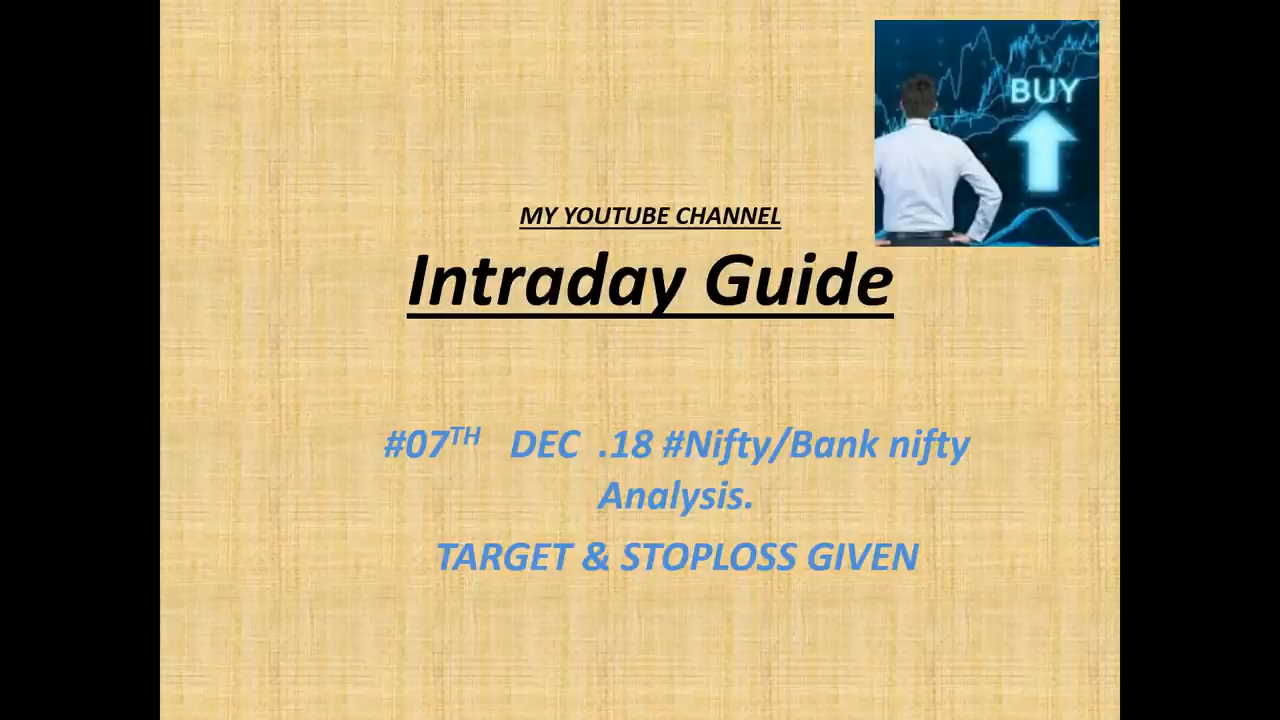 BUY
MY YOUTUBE CHANNEL
Intraday Guide
#07TH DEC .18 #Nifty/Bank nifty
Analysis.
TARGET & STOPLOSS GIVEN